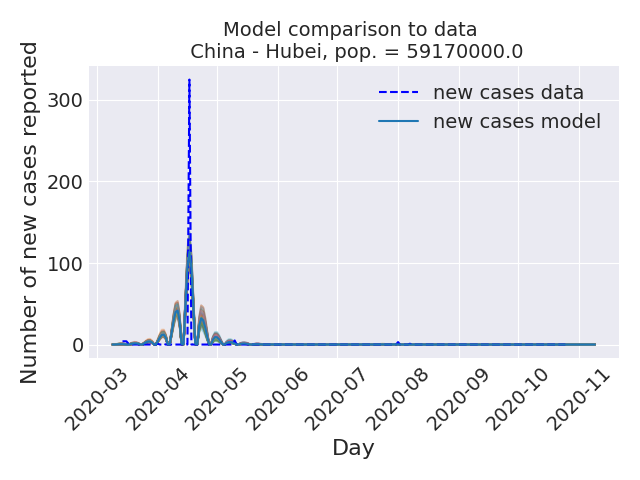 Model comparison to data
China - Hubei, pop. = 59170000.0
Number of new cases reported
300
200
100
0
new cases data
new cases model
2020-03
2020-04
2020-05
2020-06
2020-07
2020-08
2020-09
2020-10
2020-11
Day